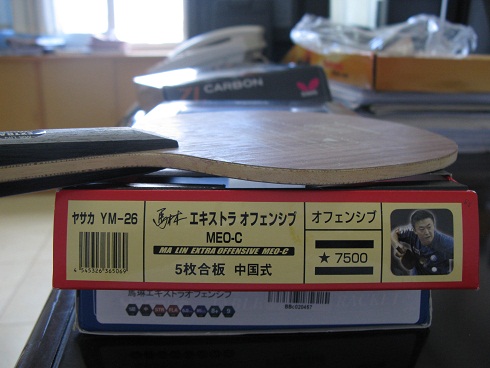 CARBON
ヤサカ YM-26
4545326565069
馬林 エキストラ オフェンシブ
MEO-C
MA LIN EXTRA OFFENSIVE MEO-C
5枚合板 中国式
オフェンシブ
★ 7500
馬琳エキストラオフェンシブ